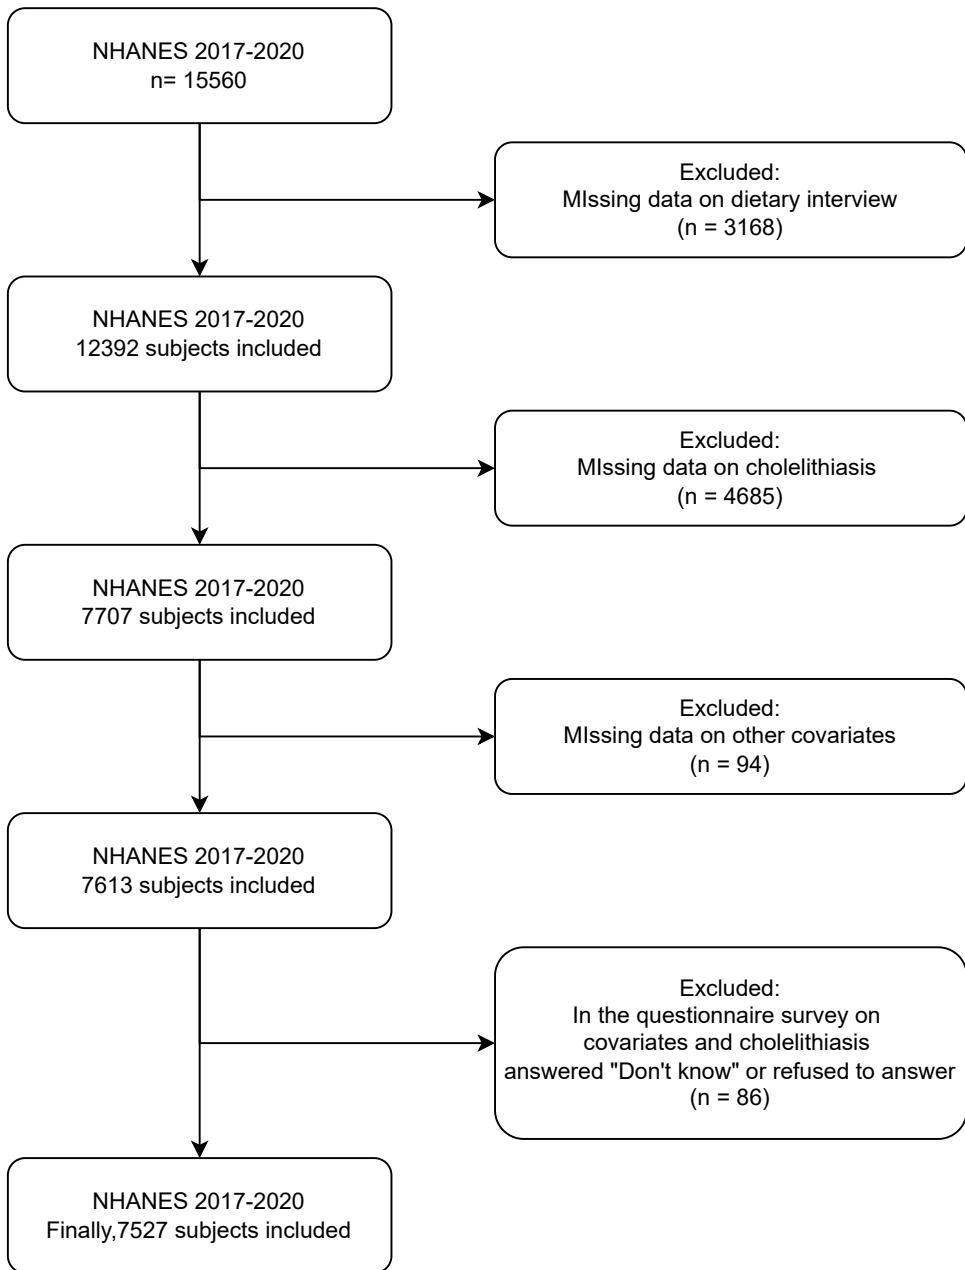 NHANES 2017-2020
n= 15560
Excluded:
MIssing data on dietary interview
(n = 3168)
NHANES 2017-2020
12392 subjects included
Excluded:
MIssing data on cholelithiasis
(n = 4685)
NHANES 2017-2020
7707 subjects included
Excluded:
MIssing data on other covariates
(n = 94)
NHANES 2017-2020
7613 subjects included
Excluded:
In the questionnaire survey on
covariates and cholelithiasis
answered "Don't know" or refused to answer
(n = 86)
NHANES 2017-2020
Finally,7527 subjects included